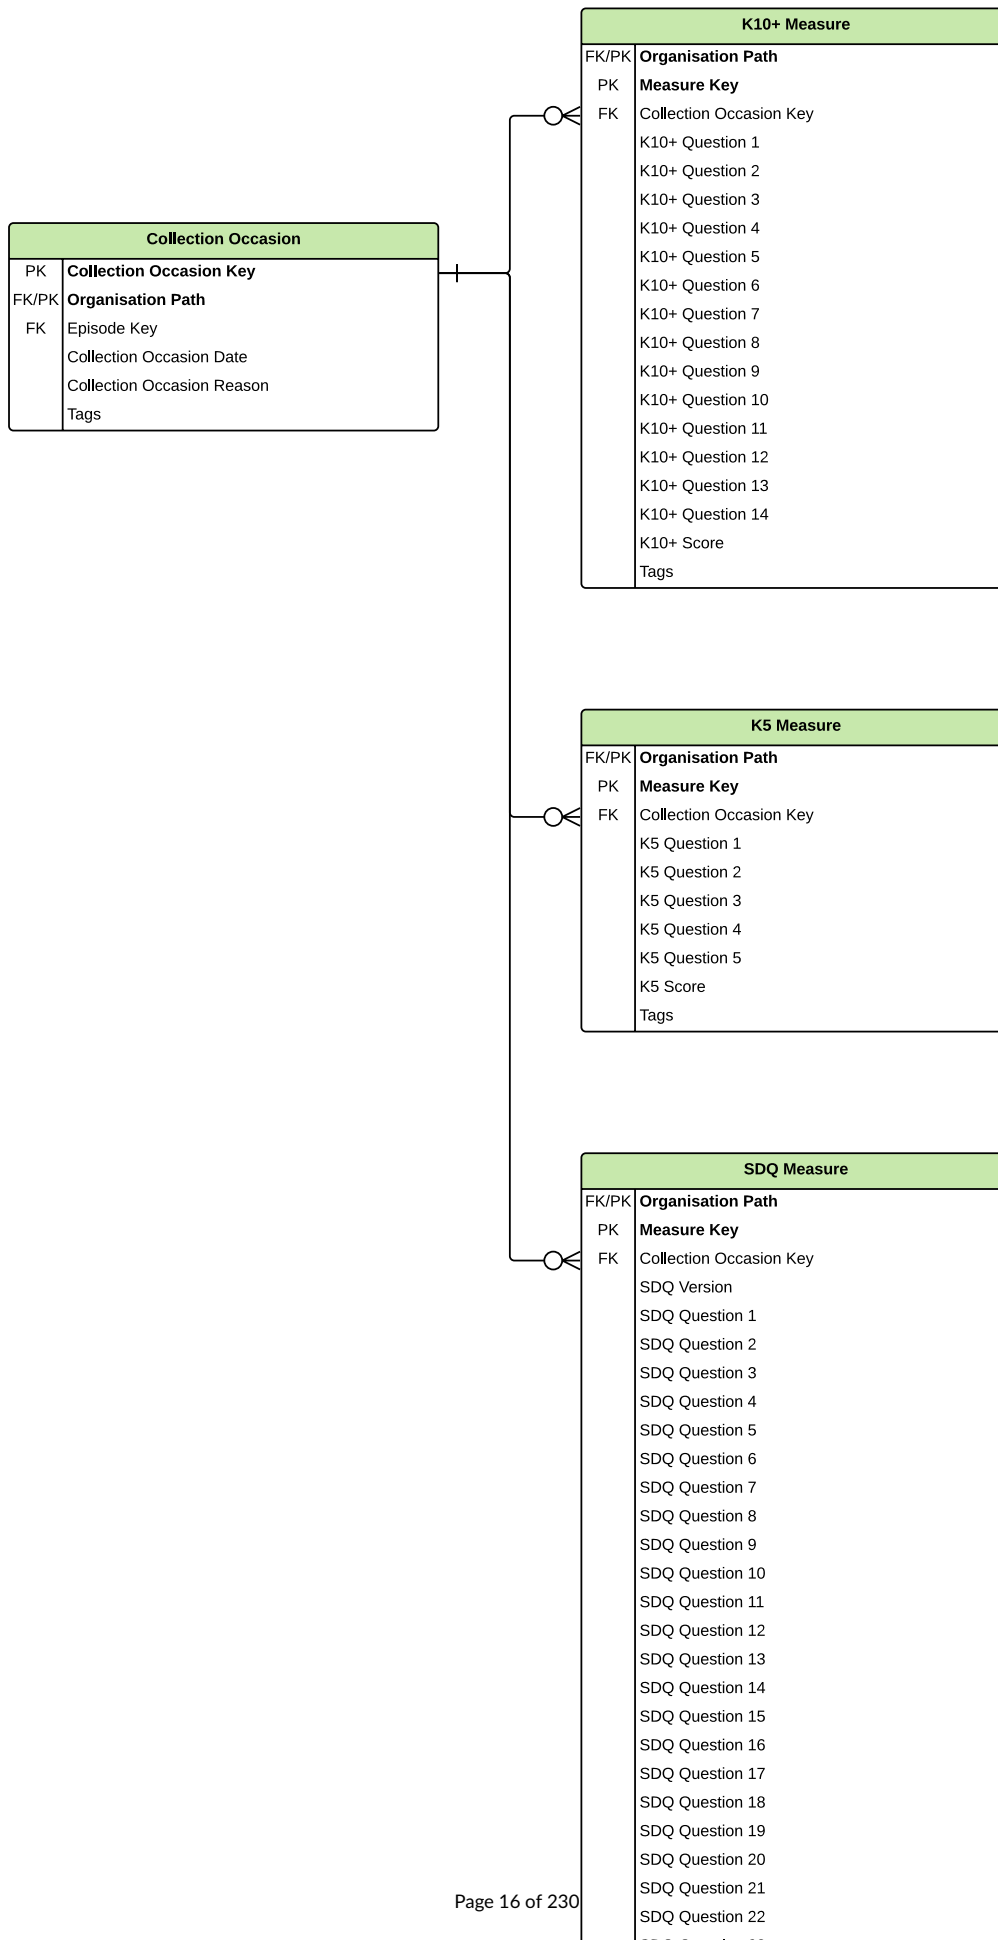 K10+ Measure
FK/PK Organisation Path
PK Measure Key
FK Collection Occasion Key
K10+ Question 1
K10+ Question 2
K10+ Question 3
K10+ Question 4
K10+ Question 5
K10+ Question 6
K10+ Question 7
K10+ Question 8
K10+ Question 9
K10+ Question 10
K10+ Question 11
K10+ Question 12
K10+ Question 13
K10+ Question 14
K10+ Score
Tags
Collection Occasion
PK Collection Occasion Key
FK/PK Organisation Path
FK Episode Key
Collection Occasion Date
Collection Occasion Reason
Tags
K5 Measure
FK/PK Organisation Path
PK Measure Key
FK Collection Occasion Key
K5 Question 1
K5 Question 2
K5 Question 3
K5 Question 4
K5 Question 5
K5 Score
Tags
SDQ Measure
FK/PK Organisation Path
PK Measure Key
FK Collection Occasion Key
SDQ Version
SDQ Question 1
SDQ Question 2
SDQ Question 3
SDQ Question 4
SDQ Question 5
SDQ Question 6
SDQ Question 7
SDQ Question 8
SDQ Question 9
SDQ Question 10
SDQ Question 11
SDQ Question 12
SDQ Question 13
SDQ Question 14
SDQ Question 15
SDQ Question 16
SDQ Question 17
SDQ Question 18
SDQ Question 19
SDQ Question 20
SDQ Question 21
SDQ Question 22
Page 16 of 230